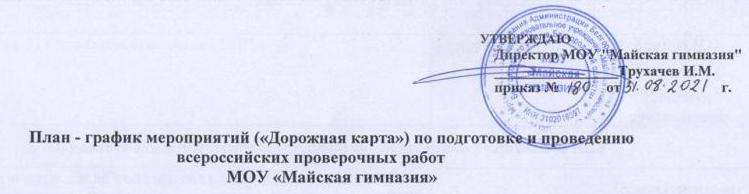 УТВЕРЖДАЮ
Директор МОУ "Майская гимназия"
Трухачев И.М.
приказ № 180 от 31.08.2021 г.
План - график мероприятий («Дорожная карта») по подготовке и проведению
всероссийских проверочных работ
МОУ «Майская гимназия»